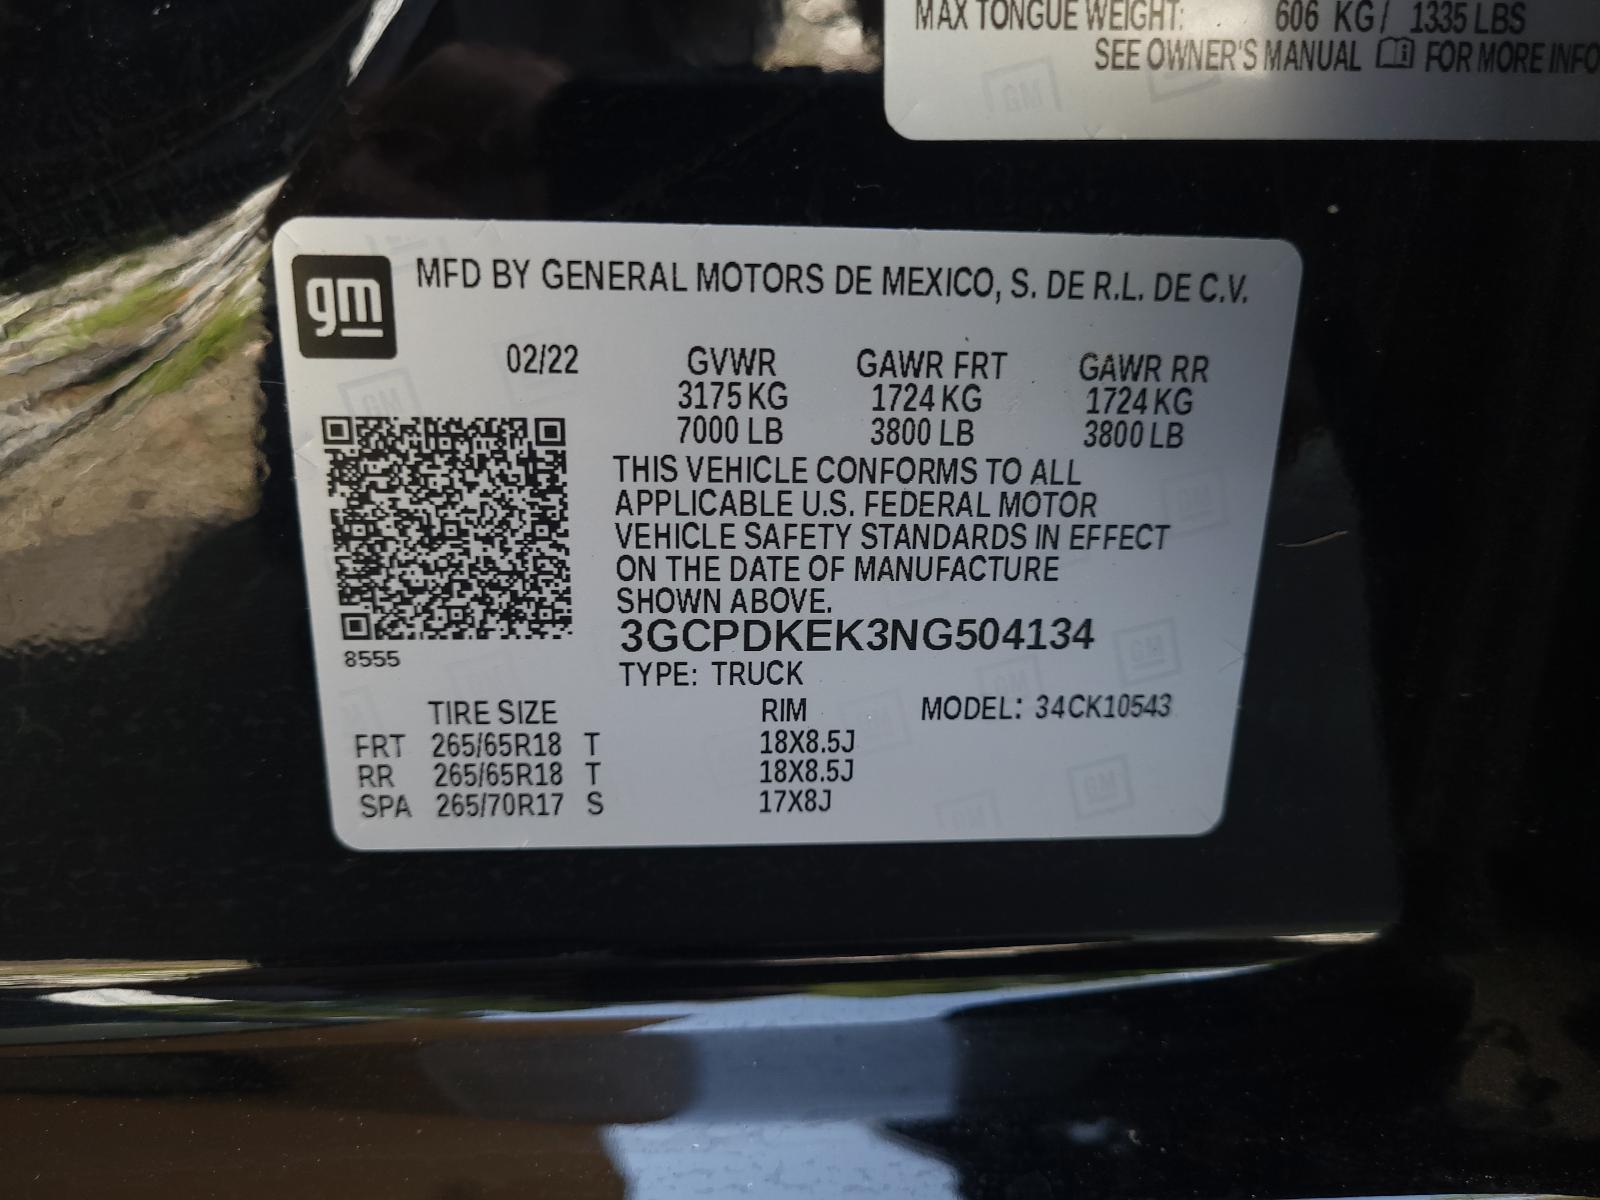 MAX TONGUE WEIGHT: 606 KG/ 1335 LBS
SEE OWNER'S MANUAL FOR MORE INFO
gm
MFD BY GENERAL MOTORS DE MEXICO, S. DE R.L. DE C.V.
02/22 GVWR GAWR FRT GAWR RR
3175 KG 1724 KG 1724 KG
7000 LB 3800 LB 3800 LB
THIS VEHICLE CONFORMS TO ALL
APPLICABLE U.S. FEDERAL MOTOR
VEHICLE SAFETY STANDARDS IN EFFECT
ON THE DATE OF MANUFACTURE
SHOWN ABOVE.
3GCPDKEK3NG504134
8555
TYPE: TRUCK
TIRE SIZE RIM MODEL: 34CK10543
FRT 265/65R18 T 18X8.5J
RR 265/65R18 T 18X8.5J
SPA 265/70R17 S 17X8J